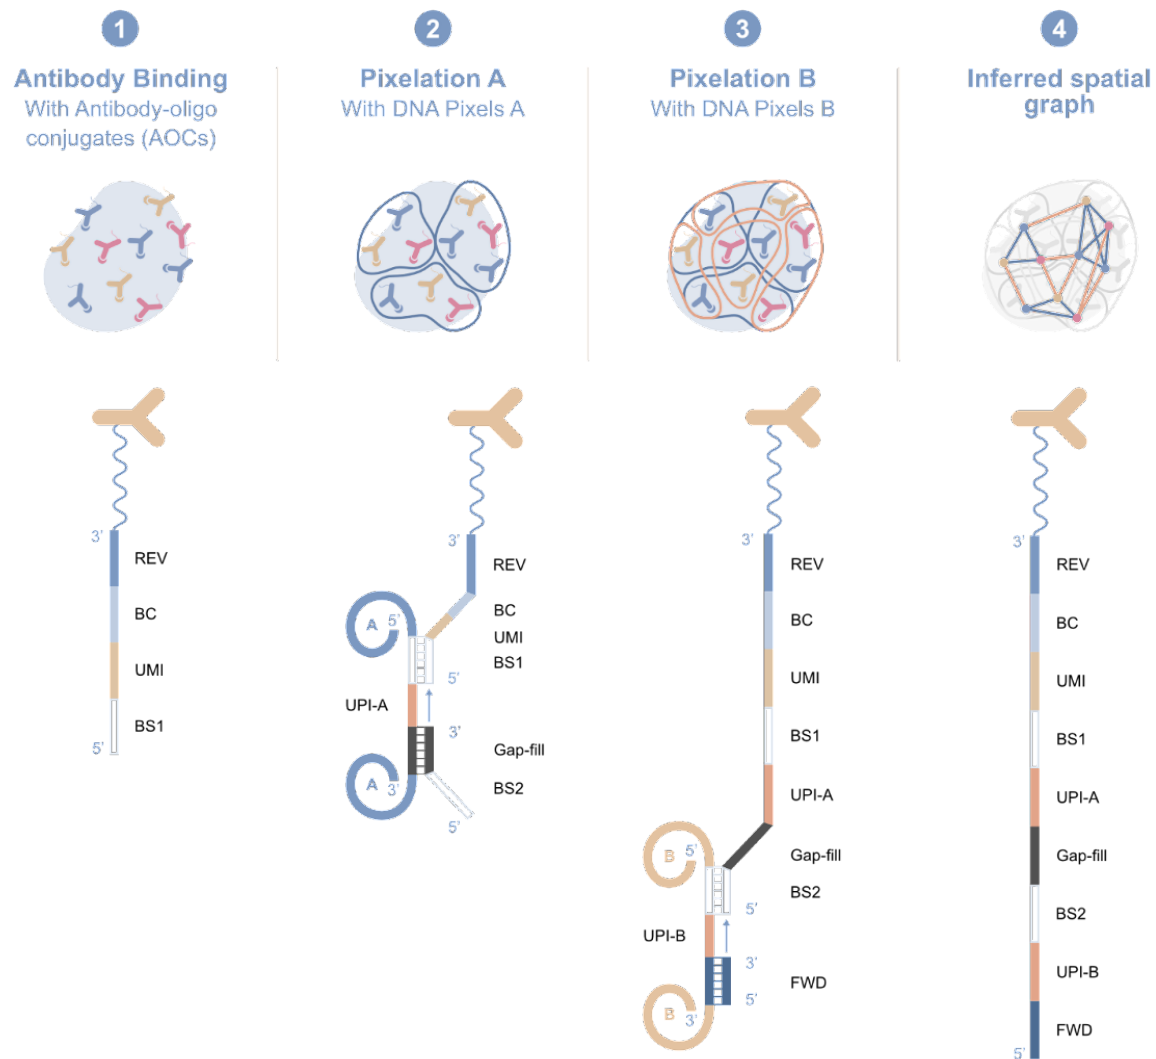 1
Antibody Binding
With Antibody-oligo
conjugates (AOCs)
2
Pixelation A
With DNA Pixels A
3
Pixelation B
With DNA Pixels B
4
Inferred spatial
graph
3'
REV
BC
UMI
BS1
5'
3'
REV
BC
UMI
BS1
A
5'
5'
UPI-A
3'
Gap-fill
A
3'
BS2
5'
3'
REV
BC
UMI
BS1
UPI-A
Gap-fill
B
5'
BS2
5'
UPI-B
3'
FWD
5'
B
3'
3'
REV
BC
UMI
BS1
UPI-A
Gap-fill
BS2
UPI-B
FWD
5'